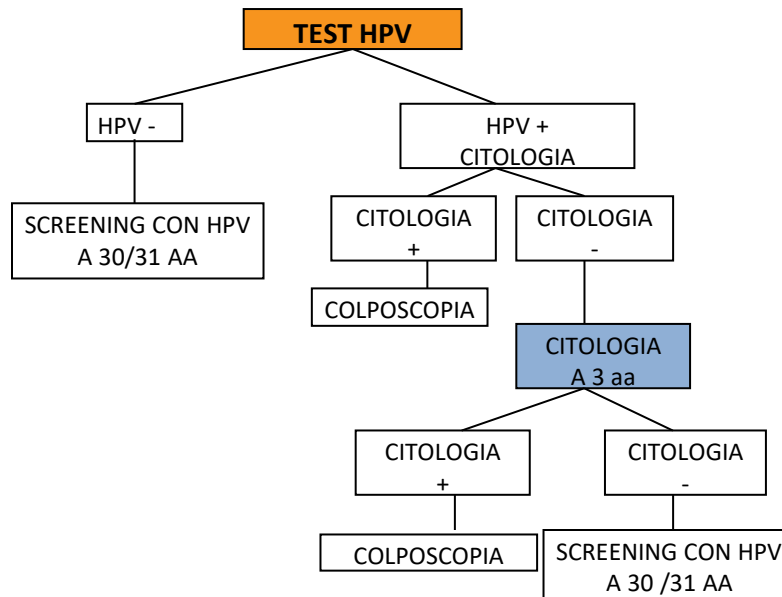 TEST HPV
HPV -
HPV +
CITOLOGIA
SCREENING CON HPV
A 30/31 AA
CITOLOGIA
+
CITOLOGIA
-
COLPOSCOPIA
CITOLOGIA
A 3 aa
CITOLOGIA
+
CITOLOGIA
-
COLPOSCOPIA
SCREENING CON HPV
A 30 /31 AA